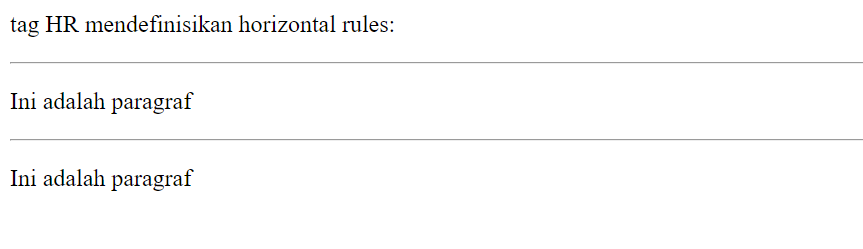 tag HR mendefinisikan horizontal rules:
Ini adalah paragraf
Ini adalah paragraf